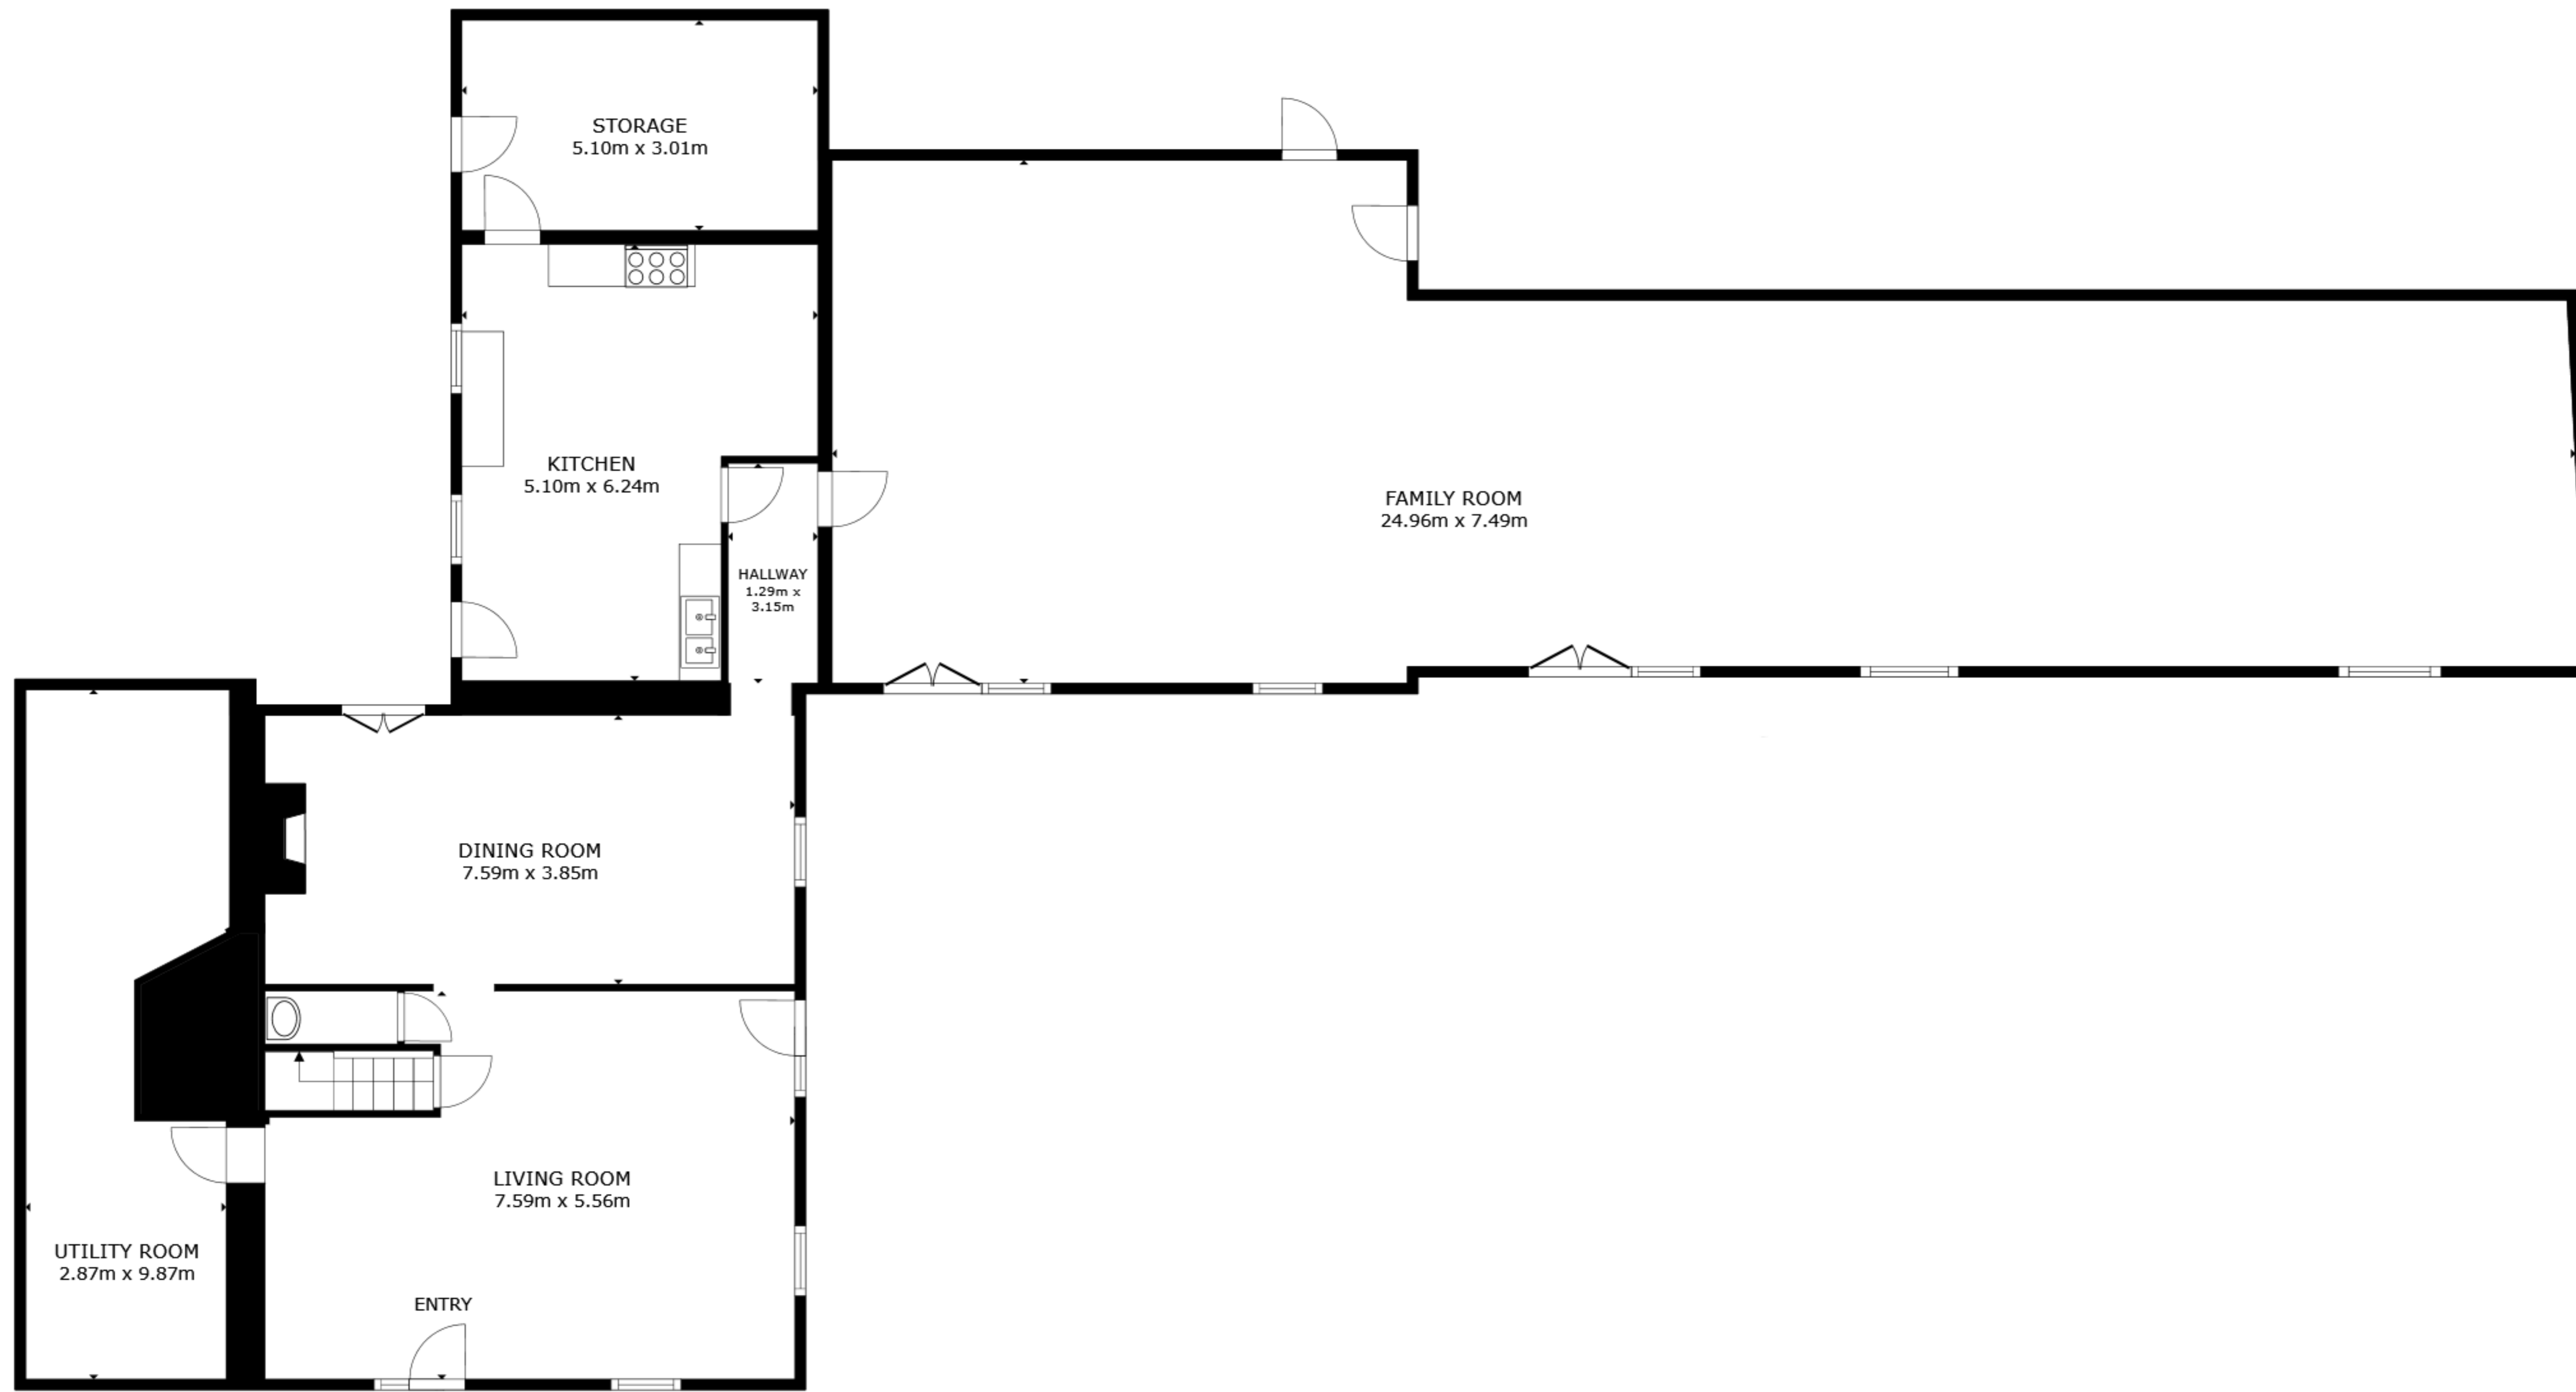 STORAGE
5.10m x 3.01m
KITCHEN
5.10m x 6.24m
FAMILY ROOM
24.96m x 7.49m
HALLWAY
1.29m x
3.15m
DINING ROOM
7.59m x 3.85m
LIVING ROOM
7.59m x 5.56m
UTILITY ROOM
2.87m x 9.87m
ENTRY